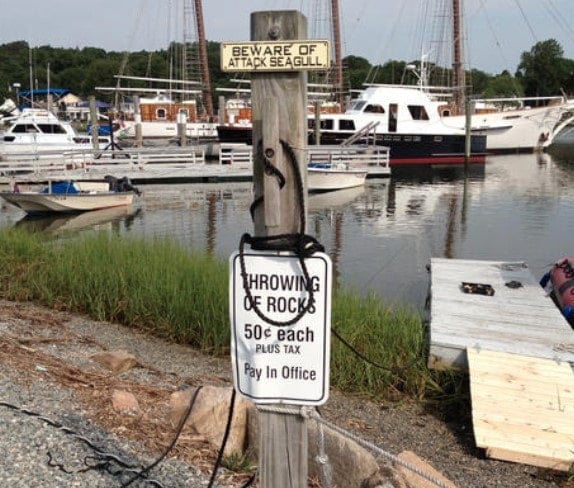 BEWARE OF
ATTACK SEAGULL
THROWING
OF ROCKS
50¢ each
PLUS TAX
Pay In Office